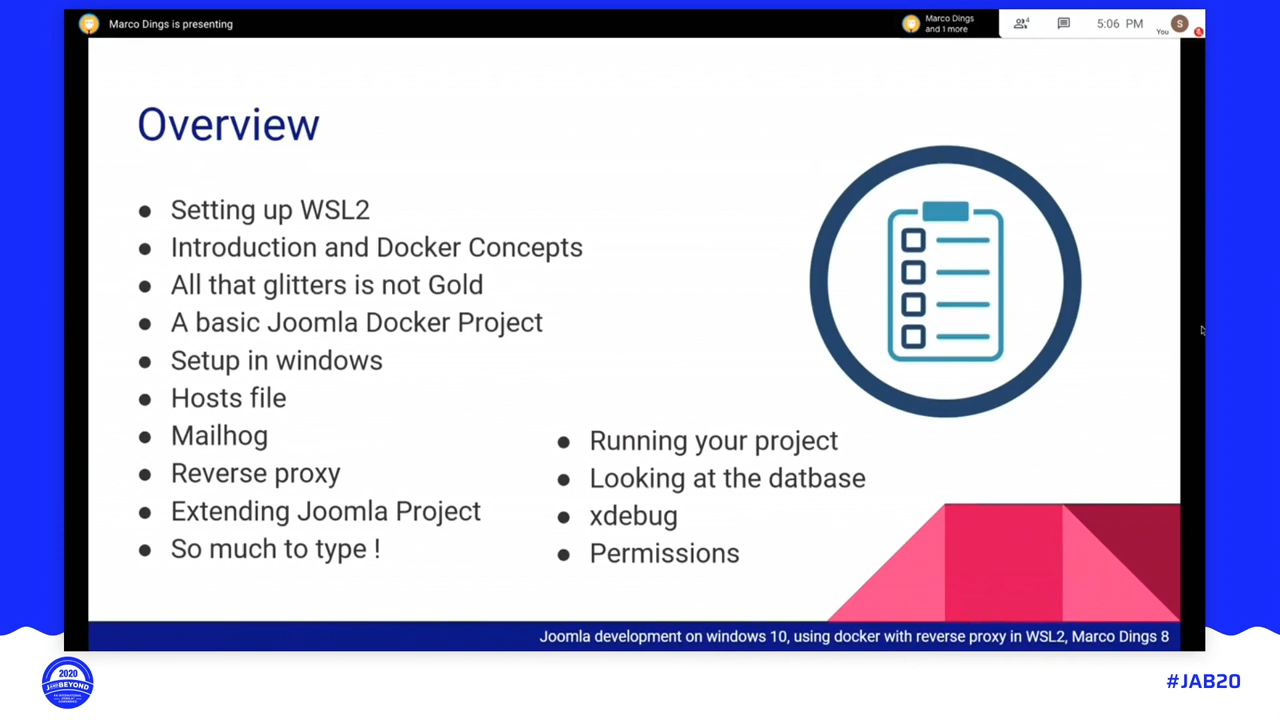 Marco Dings is presenting
Marco Dings
and 1 more
4
5:06 PM
You
S
Overview
Setting up WSL2
Introduction and Docker Concepts
All that glitters is not Gold
A basic Joomla Docker Project
Setup in windows
Hosts file
Mailhog
Reverse proxy
Extending Joomla Project
So much to type !
Running your project
Looking at the datbase
xdebug
Permissions
Joomla development on windows 10, using docker with reverse proxy in WSL2, Marco Dings 8
2020
J AND BEYOND
#JAB20